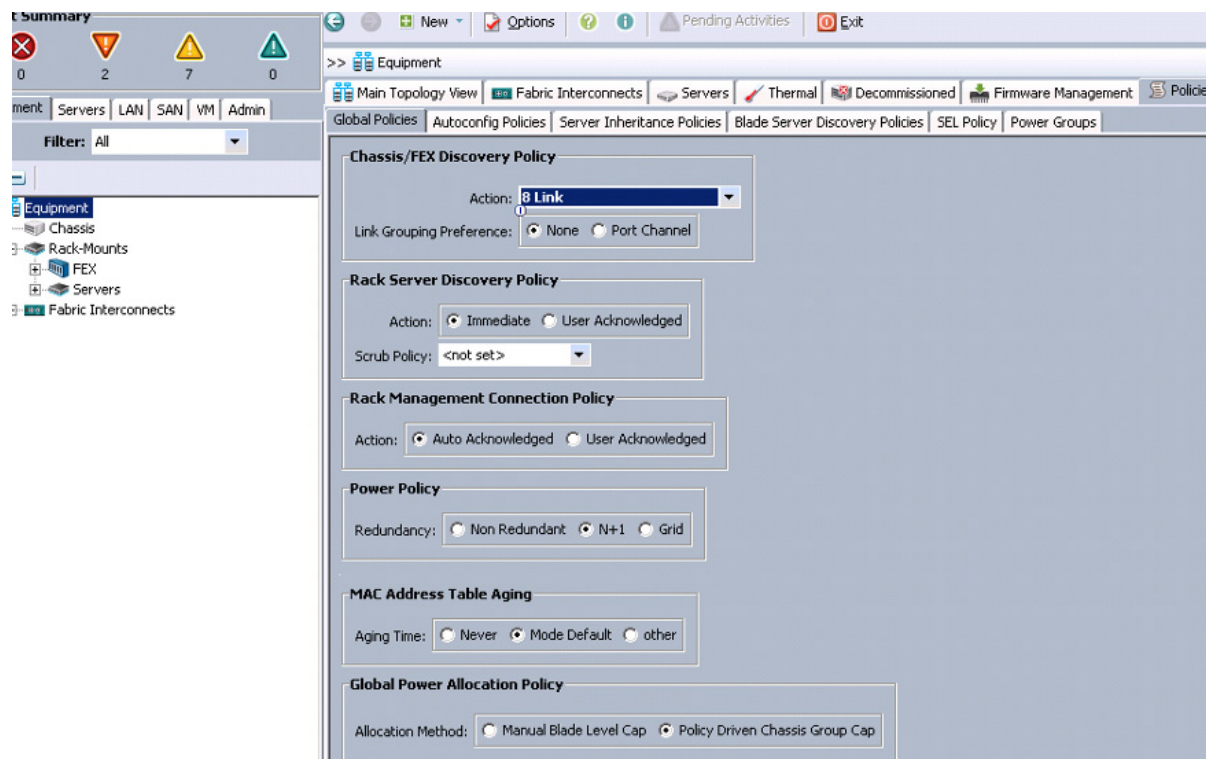 t Summary
0 2 7 0
ment Servers LAN SAN VM Admin
Filter: All
Equipment
Chassis
Rack-Mounts
FEX
Servers
Fabric Interconnects
New Options Pending Activities Exit
>> Equipment
Main Topology View Fabric Interconnects Servers Thermal Decommissioned Firmware Management Policie
Global Policies Autoconfig Policies Server Inheritance Policies Blade Server Discovery Policies SEL Policy Power Groups
Chassis/FEX Discovery Policy
Action: 8 Link
Link Grouping Preference: None Port Channel
Rack Server Discovery Policy
Action: Immediate User Acknowledged
Scrub Policy: <not set>
Rack Management Connection Policy
Action: Auto Acknowledged User Acknowledged
Power Policy
Redundancy: Non Redundant N+1 Grid
MAC Address Table Aging
Aging Time: Never Mode Default other
Global Power Allocation Policy
Allocation Method: Manual Blade Level Cap Policy Driven Chassis Group Cap